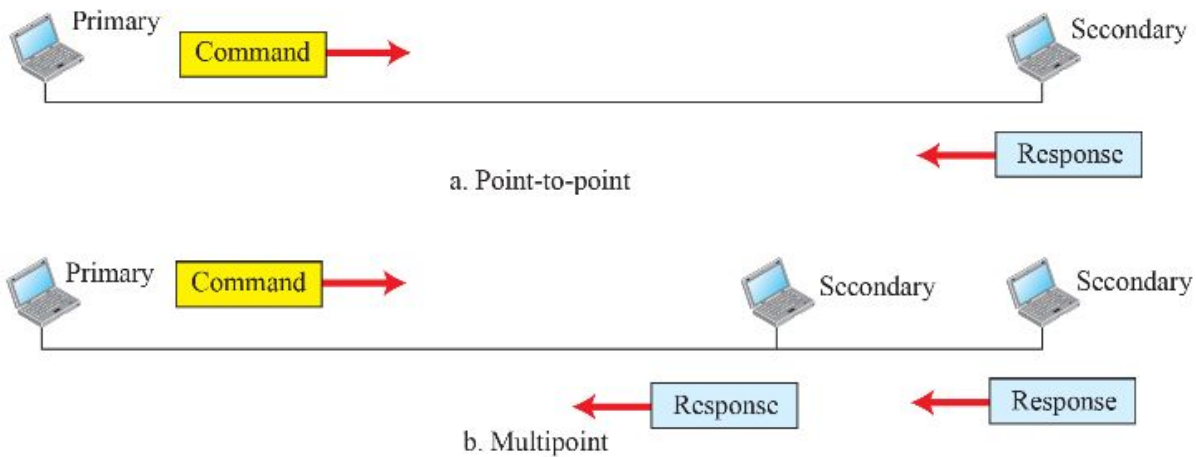 Primary
Command
Secondary
Response
a. Point-to-point
Primary
Command
Secondary
Secondary
Response
Response
b. Multipoint